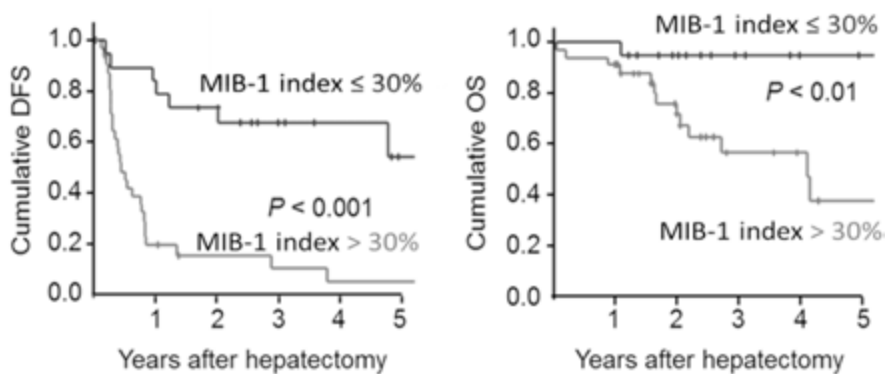 1.0
0.8
0.6
0.4
0.2
0.0
Cumulative DFS
MIB-1 index ≤ 30%
P < 0.001
MIB-1 index > 30%
1 2 3 4 5
Years after hepatectomy
1.0
0.8
0.6
0.4
0.2
0.0
Cumulative OS
MIB-1 index ≤ 30%
P < 0.01
MIB-1 index > 30%
1 2 3 4 5
Years after hepatectomy